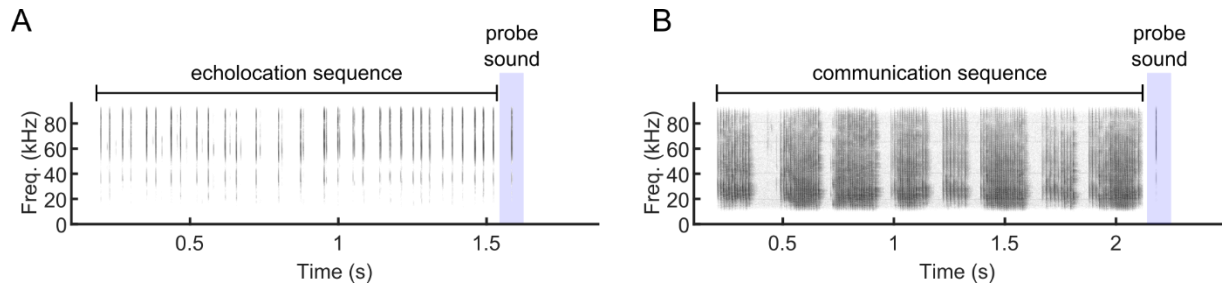 A
probe
sound
echolocation sequence
Freq. (kHz)
80
60
40
20
0
0.5
1
1.5
Time (s)
B
probe
sound
communication sequence
Freq. (kHz)
80
60
40
20
0
0.5
1
1.5
2
Time (s)